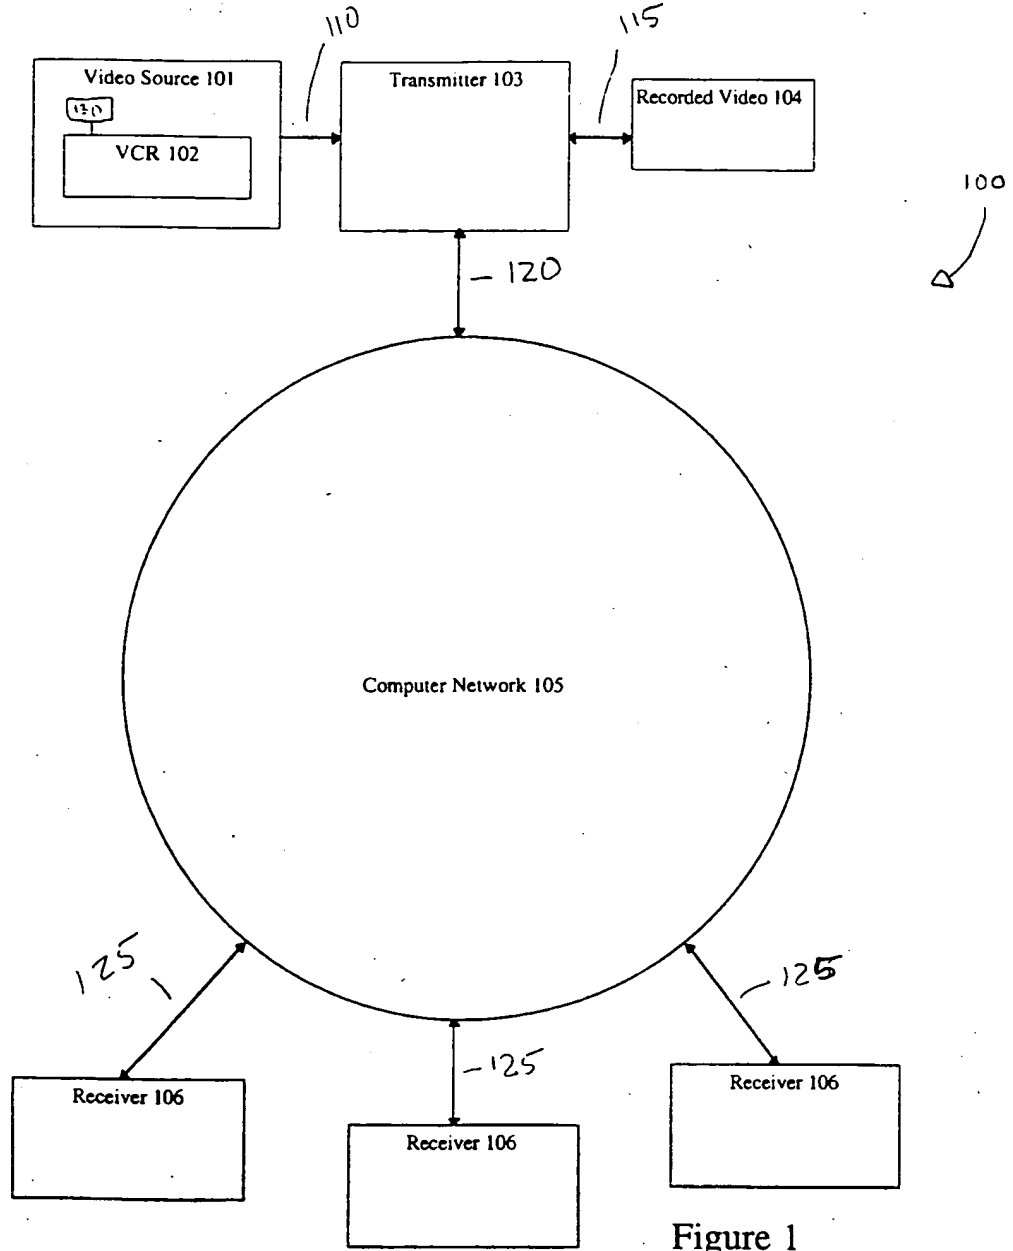 110
115
Video Source 101
Transmitter 103
Recorded Video 104
130
VCR 102
100
120
Computer Network 105
125
125
125
Receiver 106
Receiver 106
Receiver 106
Figure 1